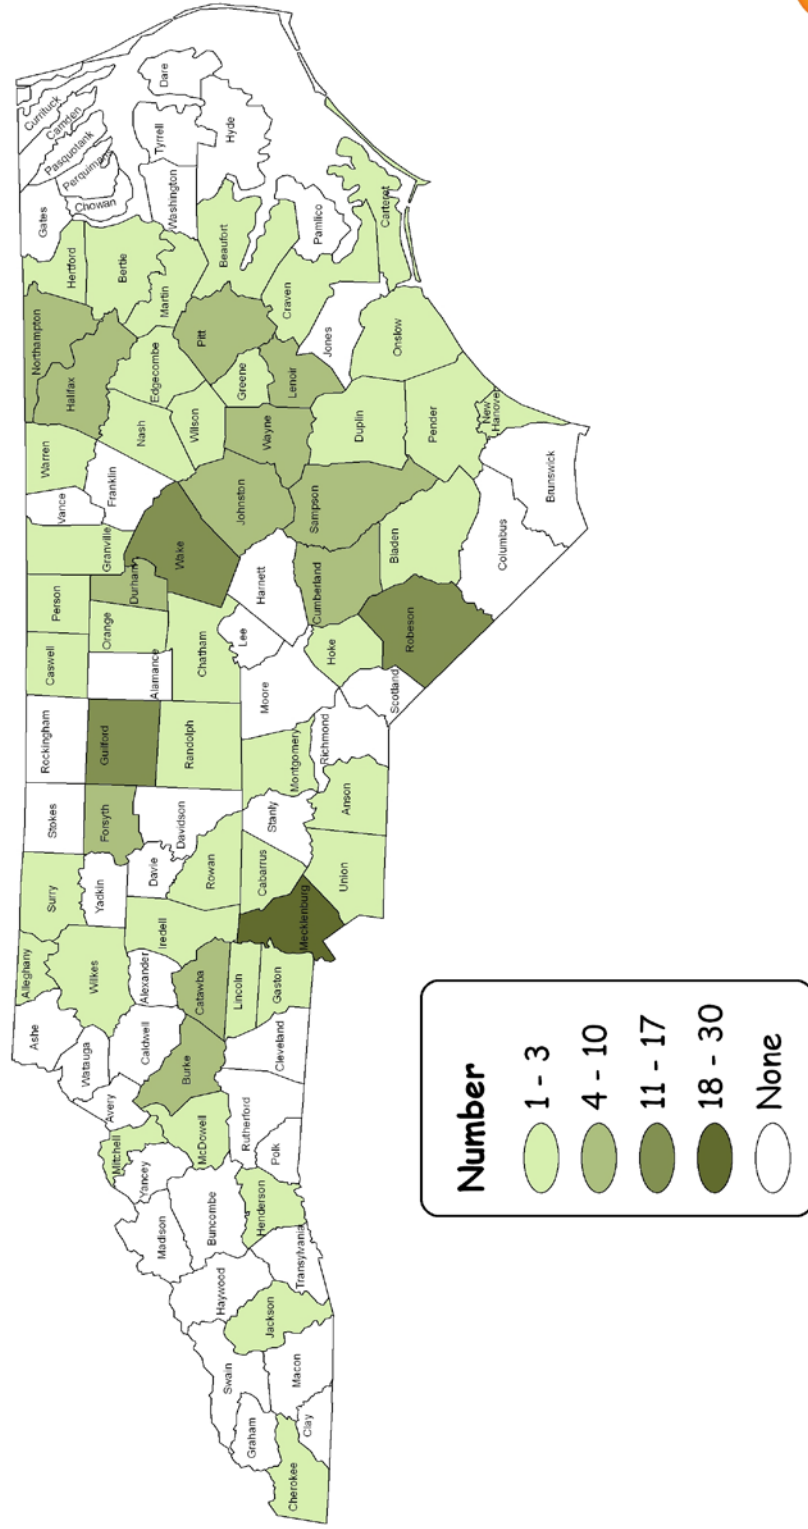 Cherokee
Graham
Clay
Swain
Macon
Jackson
Haywood
Transylvania
Madison
Buncombe
Henderson
Yancey
Mitchell
McDowell
Rutherford
Polk
Avery
Watauga
Ashe
Caldwell
Burke
Cleveland
Alleghany
Wilkes
Alexander
Catawba
Lincoln
Gaston
Surry
Yadkin
Iredell
Davie
Rowan
Cabarrus
Mecklenburg
Union
Stokes
Forsyth
Davidson
Stanly
Anson
Rockingham
Guilford
Randolph
Montgomery
Richmond
Caswell
Alamance
Moore
Scotland
Person
Orange
Durham
Chatham
Lee
Hoke
Granville
Wake
Harnett
Cumberland
Robeson
Vance
Franklin
Johnston
Sampson
Bladen
Columbus
Brunswick
Warren
Nash
Wilson
Wayne
Duplin
Pender
New
Hanover
Northampton
Halifax
Edgecombe
Pitt
Greene
Lenoir
Jones
Onslow
Hertford
Bertie
Martin
Beaufort
Craven
Pamlico
Carteret
Gates
Chowan
Perquimans
Pasquotank
Camden
Currituck
Washington
Tyrrell
Dare
Hyde
Number
1 - 3
4 - 10
11 - 17
18 - 30
None